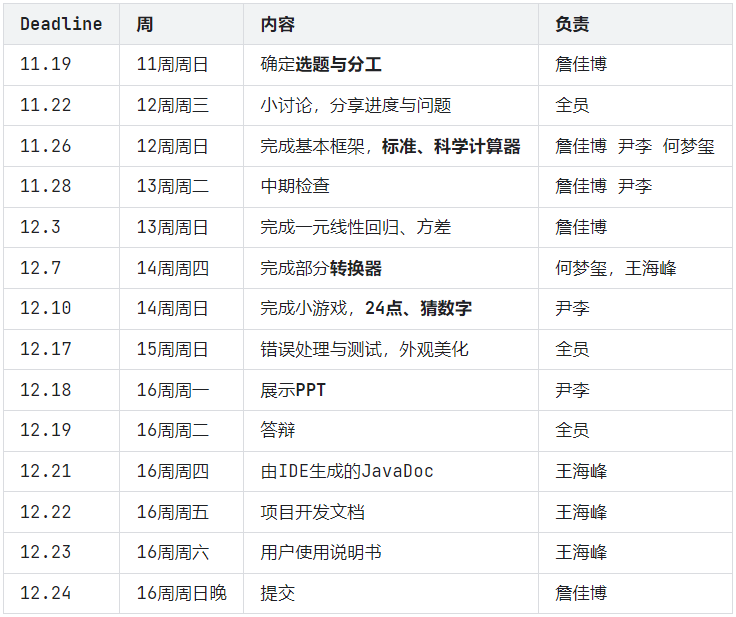 Deadline 周 内容 负责
11.19 11周周日 确定选题与分工 詹佳博
11.22 12周周三 小讨论，分享进度与问题 全员
11.26 12周周日 完成基本框架，标准、科学计算器 詹佳博 尹李 何梦玺
11.28 13周周二 中期检查 詹佳博 尹李
12.3 13周周日 完成一元线性回归、方差 詹佳博
12.7 14周周四 完成部分转换器 何梦玺，王海峰
12.10 14周周日 完成小游戏，24点、猜数字 尹李
12.17 15周周日 错误处理与测试，外观美化 全员
12.18 16周周一 展示PPT 尹李
12.19 16周周二 答辩 全员
12.21 16周周四 由IDE生成的JavaDoc 王海峰
12.22 16周周五 项目开发文档 王海峰
12.23 16周周六 用户使用说明书 王海峰
12.24 16周周日晚 提交 詹佳博